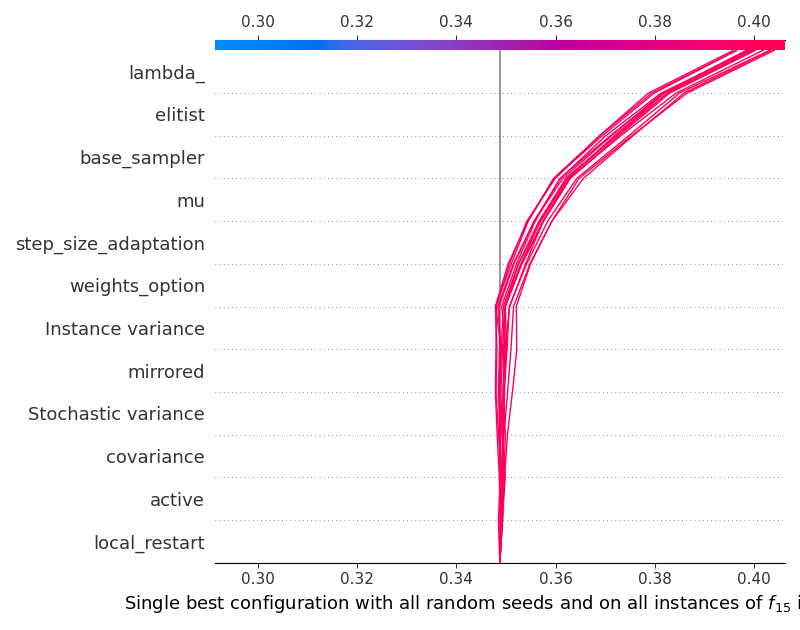 0.30 0.32 0.34 0.36 0.38 0.40
lambda_
elitist
base_sampler
mu
step_size_adaptation
weights_option
Instance variance
mirrored
Stochastic variance
covariance
active
local_restart
0.30 0.32 0.34 0.36 0.38 0.40
Single best configuration with all random seeds and on all instances of f15 i